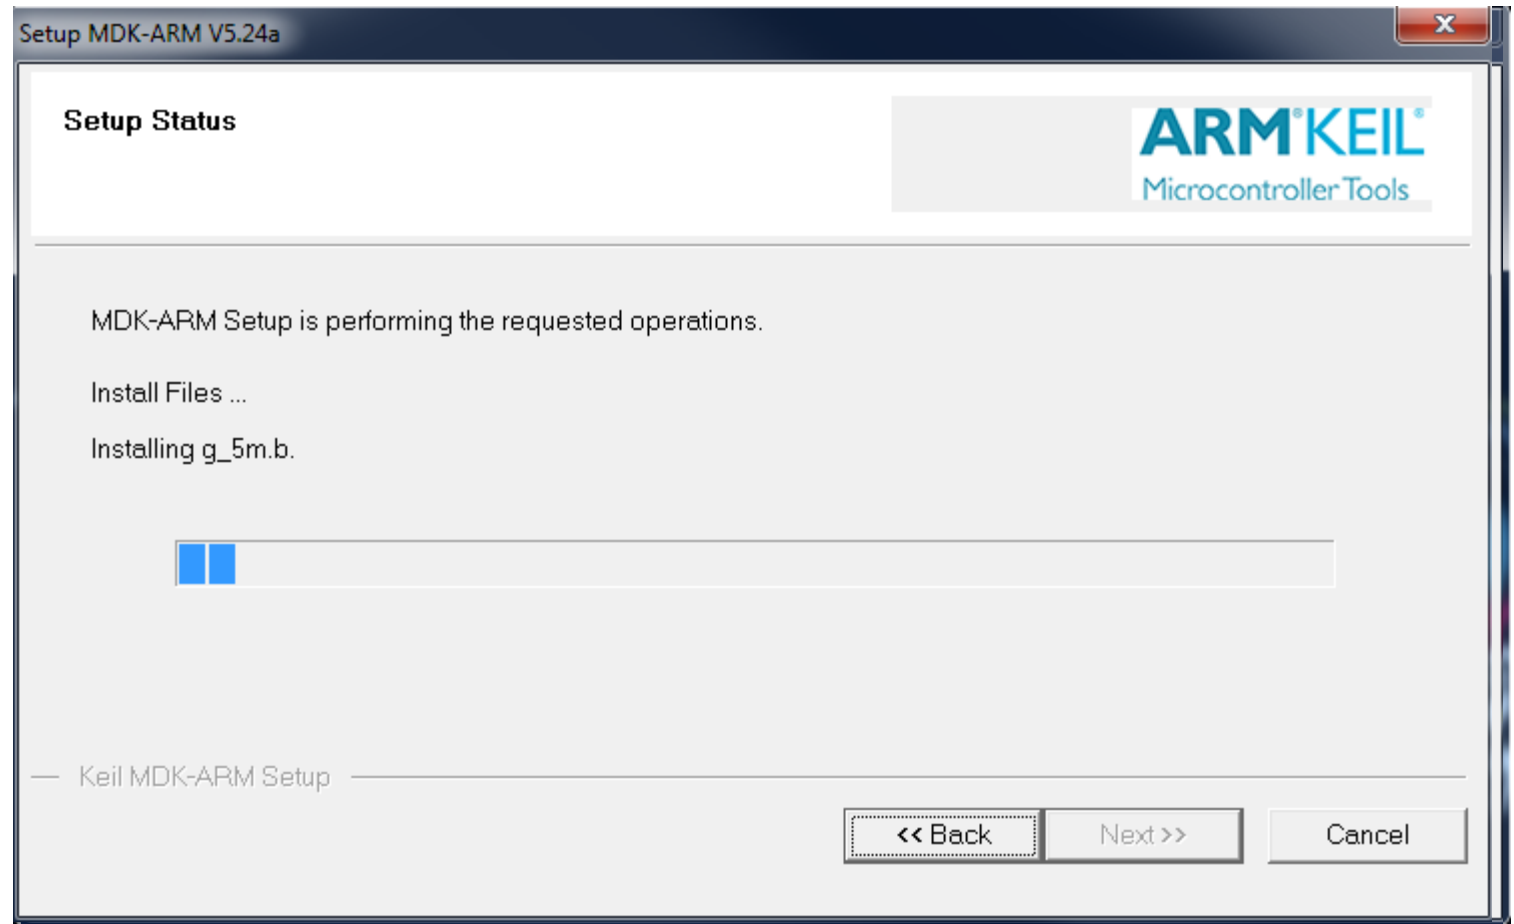 Setup MDK-ARM V5.24a
x
Setup Status
ARM®KEIL®
Microcontroller Tools
MDK-ARM Setup is performing the requested operations.
Install Files ...
Installing g_5m.b.
Keil MDK-ARM Setup
<< Back
Next >>
Cancel